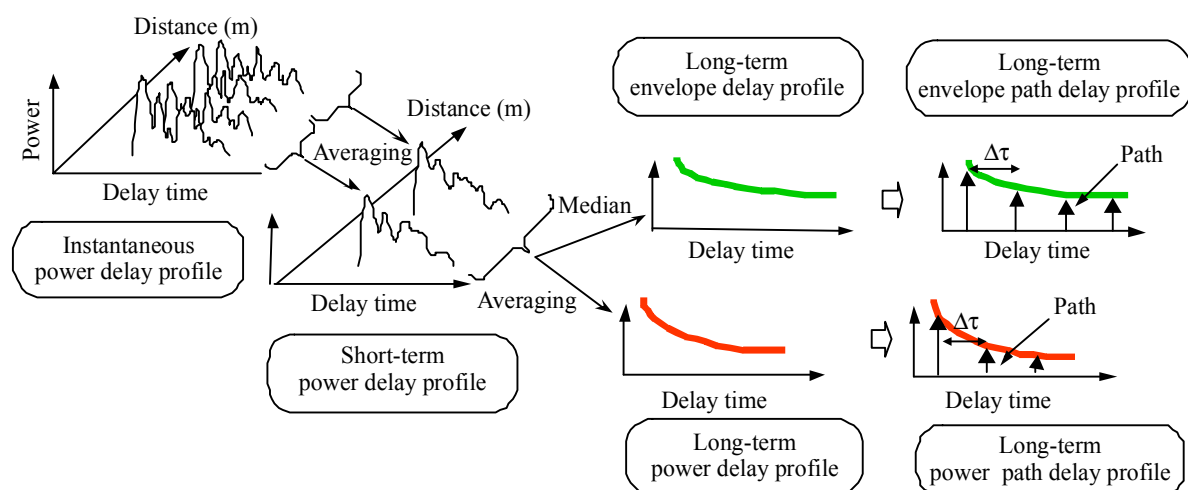 Distance (m)
Power
Delay time
Instantaneous
power delay profile
Averaging
Distance (m)
Delay time
Short-term
power delay profile
Median
Averaging
Long-term
envelope delay profile
Delay time
Delay time
Long-term
power delay profile
Long-term
envelope path delay profile
Δτ
Path
Delay time
Δτ
Path
Delay time
Long-term
power path delay profile